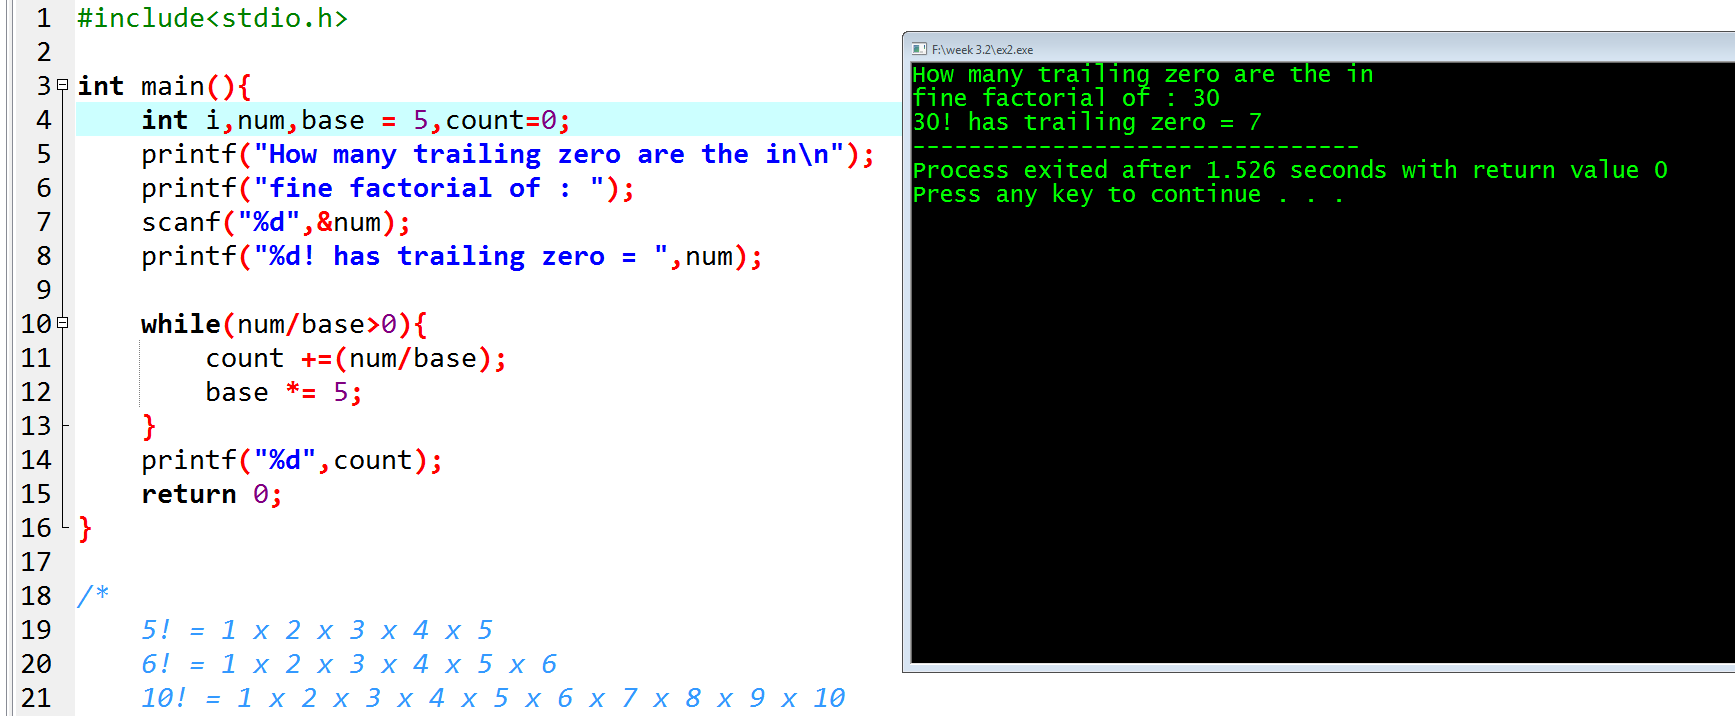 1 #include<stdio.h>
2
3 int main(){
4 int i,num,base = 5,count=0;
5 printf("How many trailing zero are the in\n");
6 printf("fine factorial of : ");
7 scanf("%d",&num);
8 printf("%d! has trailing zero = ",num);
9
10 while(num/base>0){
11 count +=(num/base);
12 base *= 5;
13 }
14 printf("%d",count);
15 return 0;
16 }
17
18 /*
19 5! = 1 x 2 x 3 x 4 x 5
20 6! = 1 x 2 x 3 x 4 x 5 x 6
21 10! = 1 x 2 x 3 x 4 x 5 x 6 x 7 x 8 x 9 x 10
F:\week 3.2\ex2.exe
How many trailing zero are the in
fine factorial of : 30
30! has trailing zero = 7
--------------------------------
Process exited after 1.526 seconds with return value 0
Press any key to continue . . .